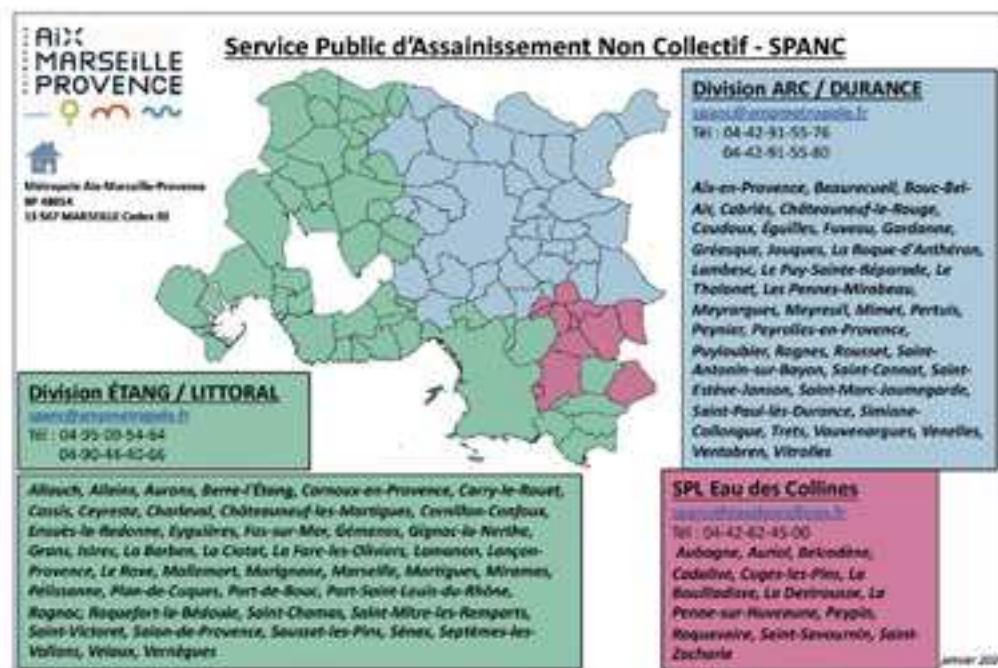 AiX
MARSEILLE
PROVENCE
Service Public d'Assainissement Non Collectif - SPANC
Métropole Aix-Marseille-Provence
BP 48014
13 567 MARSEILLE Cedex 02
Division ARC / DURANCE
Tél : 04-42-91-55-76
04-42-91-55-80
Aix-en-Provence, Beaurecueil, Bouc-Bel-
Air, Cabriès, Châteauneuf-le-Rouge,
Coudoux, Éguilles, Fuveau, Gardanne,
Gréasque, Jouques, La Roque-d'Anthéron,
Lambesc, Le Puy-Sainte-Réparade, Le
Tholonet, Les Pennes-Mirabeau,
Meyrargues, Meyreuil, Mimet, Pertuis,
Peynier, Peyrolles-en-Provence,
Puyloubier, Rognes, Rousset, Saint-
Antonin-sur-Bayon, Saint-Cannat, Saint-
Estève-Janson, Saint-Marc-Jaumegarde,
Saint-Paul-lès-Durance, Simiane-
Collongue, Trets, Vauvenargues, Venelles,
Ventabren, Vitrolles
Division ÉTANG / LITTORAL
Tél : 04-95-09-54-64
04-90-44-40-66
Allauch, Alleins, Aurons, Berre-l'Étang, Carnoux-en-Provence, Carry-le-Rouet,
Cassis, Ceyreste, Charleval, Châteauneuf-les-Martigues, Cornillon-Confoux,
Ensuès-la-Redonne, Eyguières, Fos-sur-Mer, Gémenos, Gignac-la-Nerthe,
Grans, Istres, La Barben, La Ciotat, La Fare-les-Oliviers, Lamanon, Lançon-
Provence, Le Rove, Mallemort, Marignane, Marseille, Martigues, Miramas,
Pélissanne, Plan-de-Cuques, Port-de-Bouc, Port-Saint-Louis-du-Rhône,
Rognac, Roquefort-la-Bédoule, Saint-Chamas, Saint-Mitre-les-Remparts,
Saint-Victoret, Salon-de-Provence, Sausset-les-Pins, Sénas, Septèmes-les-
Vallons, Velaux, Vernègues
SPL Eau des Collines
Tél : 04-42-62-45-00
Aubagne, Auriol, Belcodène,
Cadolive, Cuges-les-Pins, La
Bouilladisse, La Destrousse, La
Penne-sur-Huveaune, Peypin,
Roquevaire, Saint-Savournin, Saint-
Zacharie